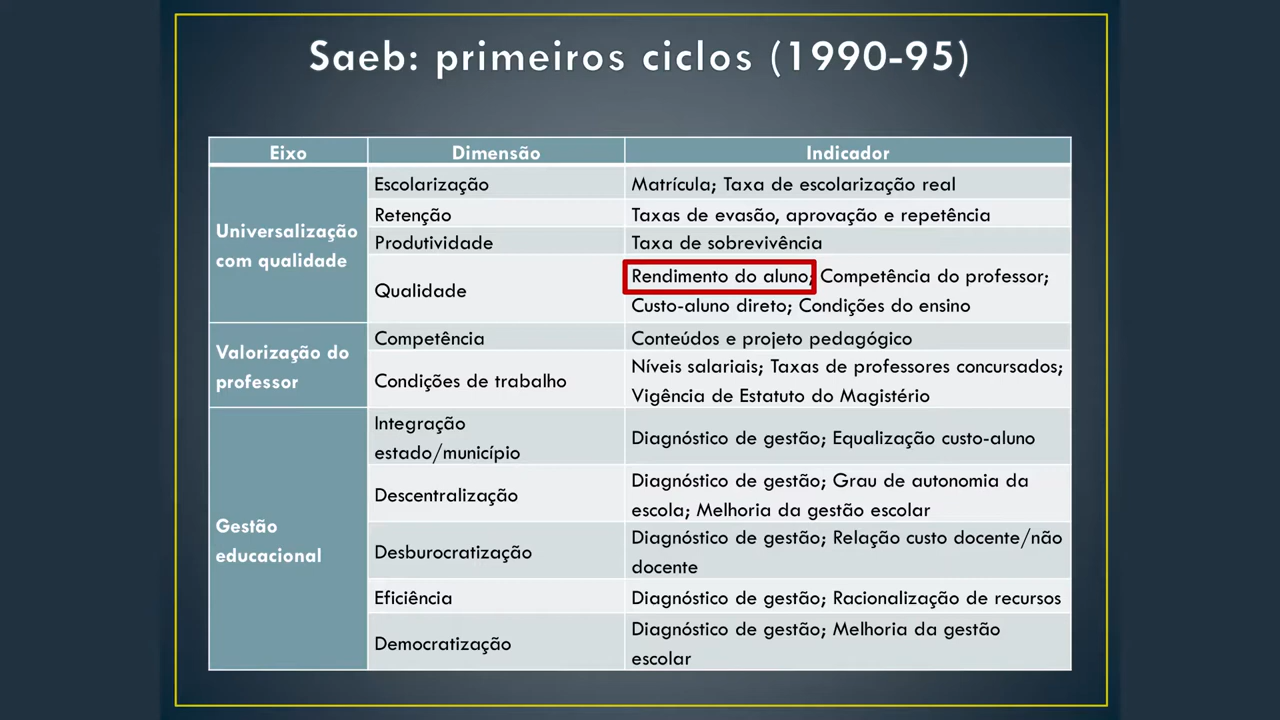 Saeb: primeiros ciclos (1990-95)
Eixo Dimensão Indicador
Universalização
com qualidade
Escolarização Matrícula; Taxa de escolarização real
Retenção Taxas de evasão, aprovação e repetência
Produtividade Taxa de sobrevivência
Qualidade Rendimento do aluno; Competência do professor;
Custo-aluno direto; Condições do ensino
Valorização do
professor
Competência Conteúdos e projeto pedagógico
Condições de trabalho Níveis salariais; Taxas de professores concursados;
Vigência de Estatuto do Magistério
Gestão
educacional
Integração
estado/município Diagnóstico de gestão; Equalização custo-aluno
Descentralização Diagnóstico de gestão; Grau de autonomia da
escola; Melhoria da gestão escolar
Desburocratização Diagnóstico de gestão; Relação custo docente/não
docente
Eficiência Diagnóstico de gestão; Racionalização de recursos
Democratização Diagnóstico de gestão; Melhoria da gestão
escolar